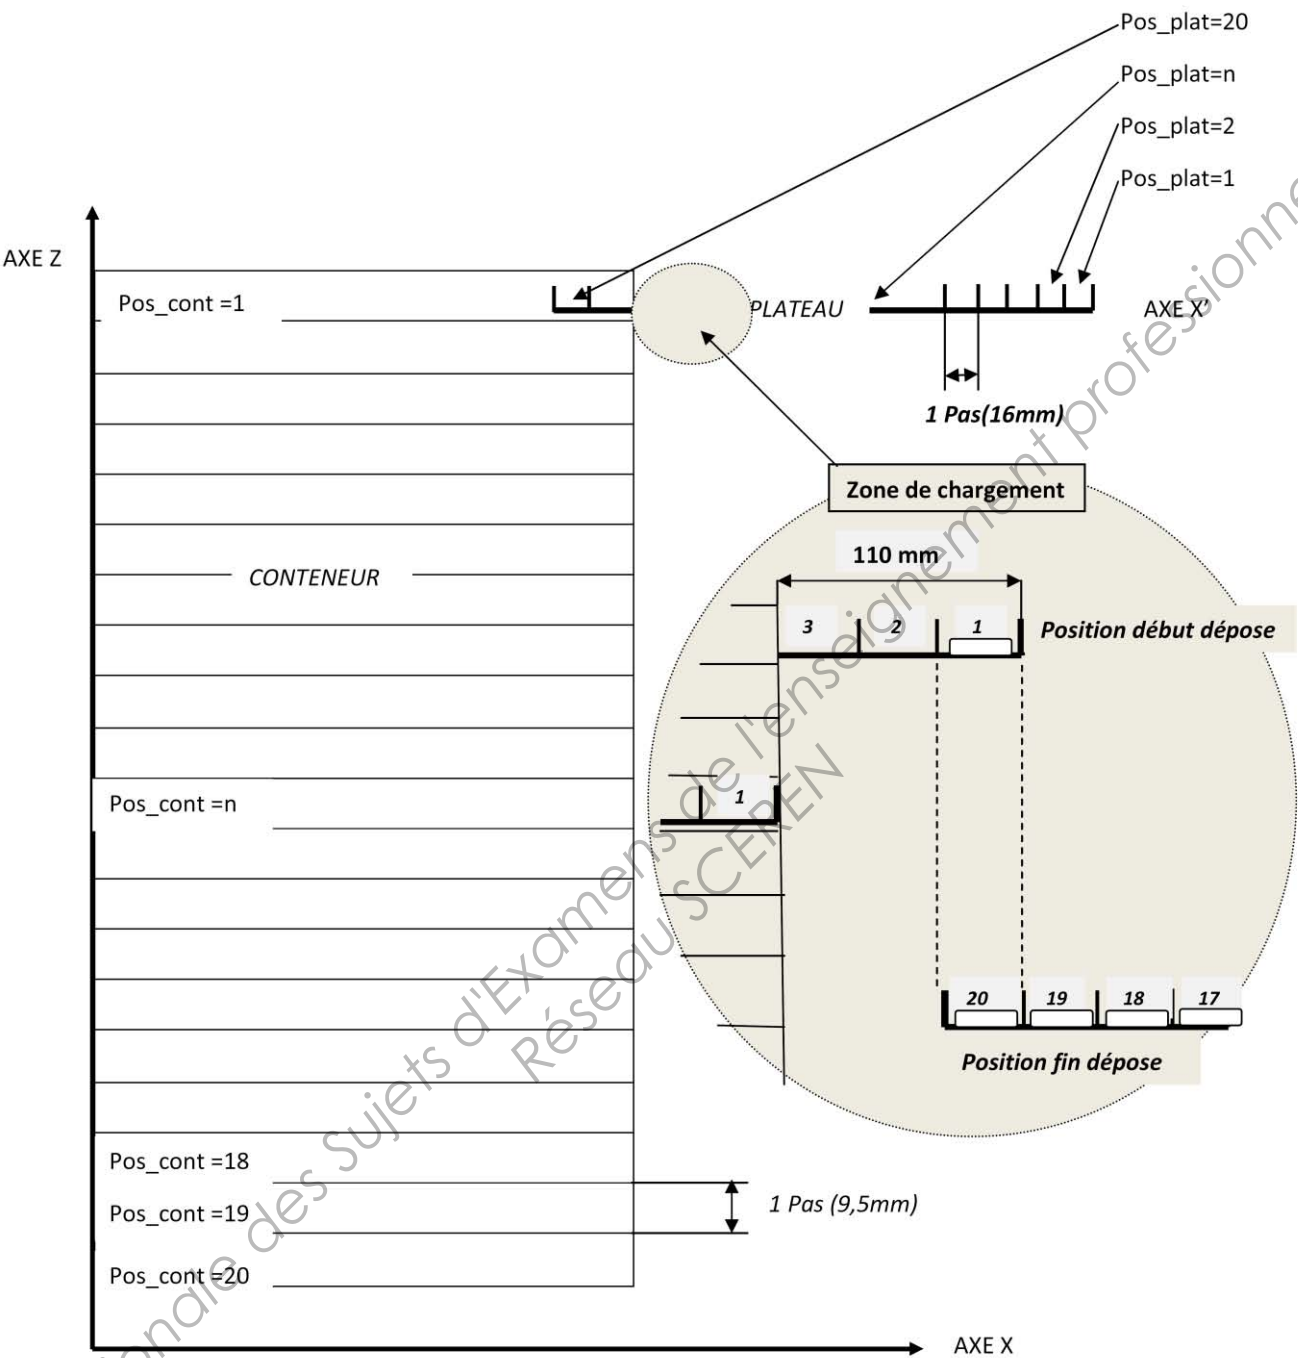 Pos_plat=20
Pos_plat=n
Pos_plat=2
Pos_plat=1
AXE Z
Pos_cont =1
PLATEAU
AXE X'
1 Pas(16mm)
Zone de chargement
110 mm
CONTENEUR
3 2 1
Position début dépose
Pos_cont =n
1
20 19 18 17
Position fin dépose
Pos_cont =18
1 Pas (9,5mm)
Pos_cont =19
Pos_cont =20
AXE X
onale des Sujets d'Examens de l'enseignement professionne
Réseau SCEREN